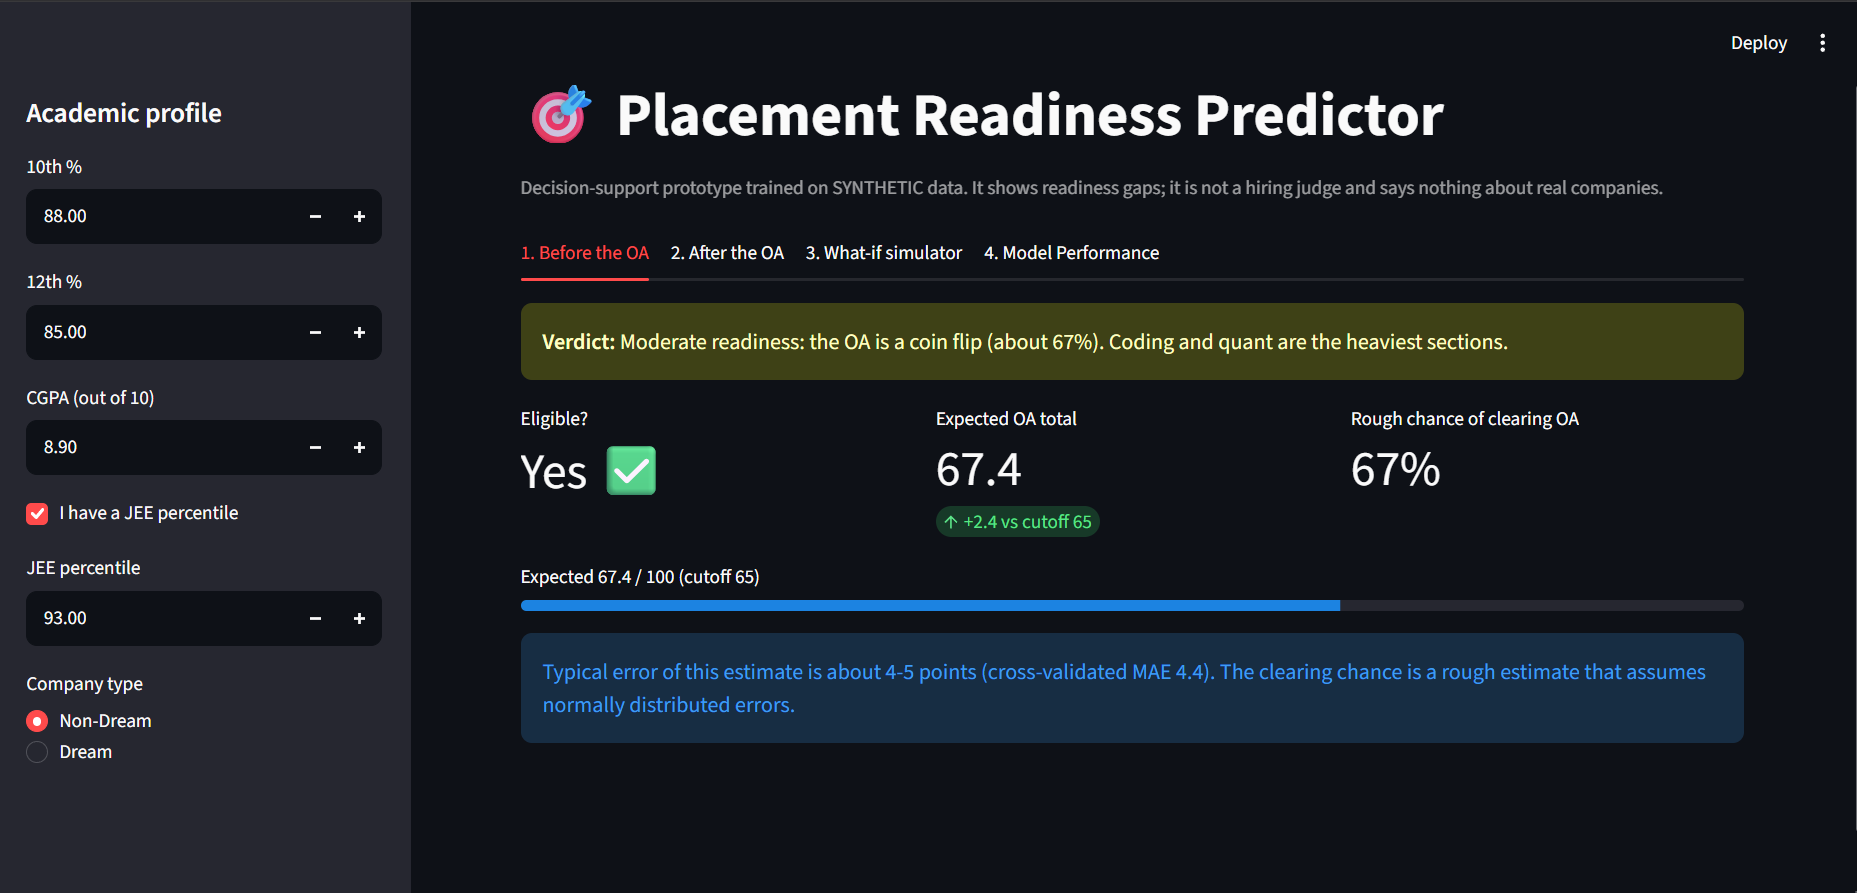 Deploy
Academic profile
10th %
88.00
12th %
85.00
CGPA (out of 10)
8.90
I have a JEE percentile
JEE percentile
93.00
Company type
Non-Dream
Dream
Placement Readiness Predictor
Decision-support prototype trained on SYNTHETIC data. It shows readiness gaps; it is not a hiring judge and says nothing about real companies.
1. Before the OA
2. After the OA
3. What-if simulator
4. Model Performance
Verdict: Moderate readiness: the OA is a coin flip (about 67%). Coding and quant are the heaviest sections.
Eligible?
Yes
Expected OA total
67.4
+2.4 vs cutoff 65
Rough chance of clearing OA
67%
Expected 67.4 / 100 (cutoff 65)
Typical error of this estimate is about 4-5 points (cross-validated MAE 4.4). The clearing chance is a rough estimate that assumes
normally distributed errors.